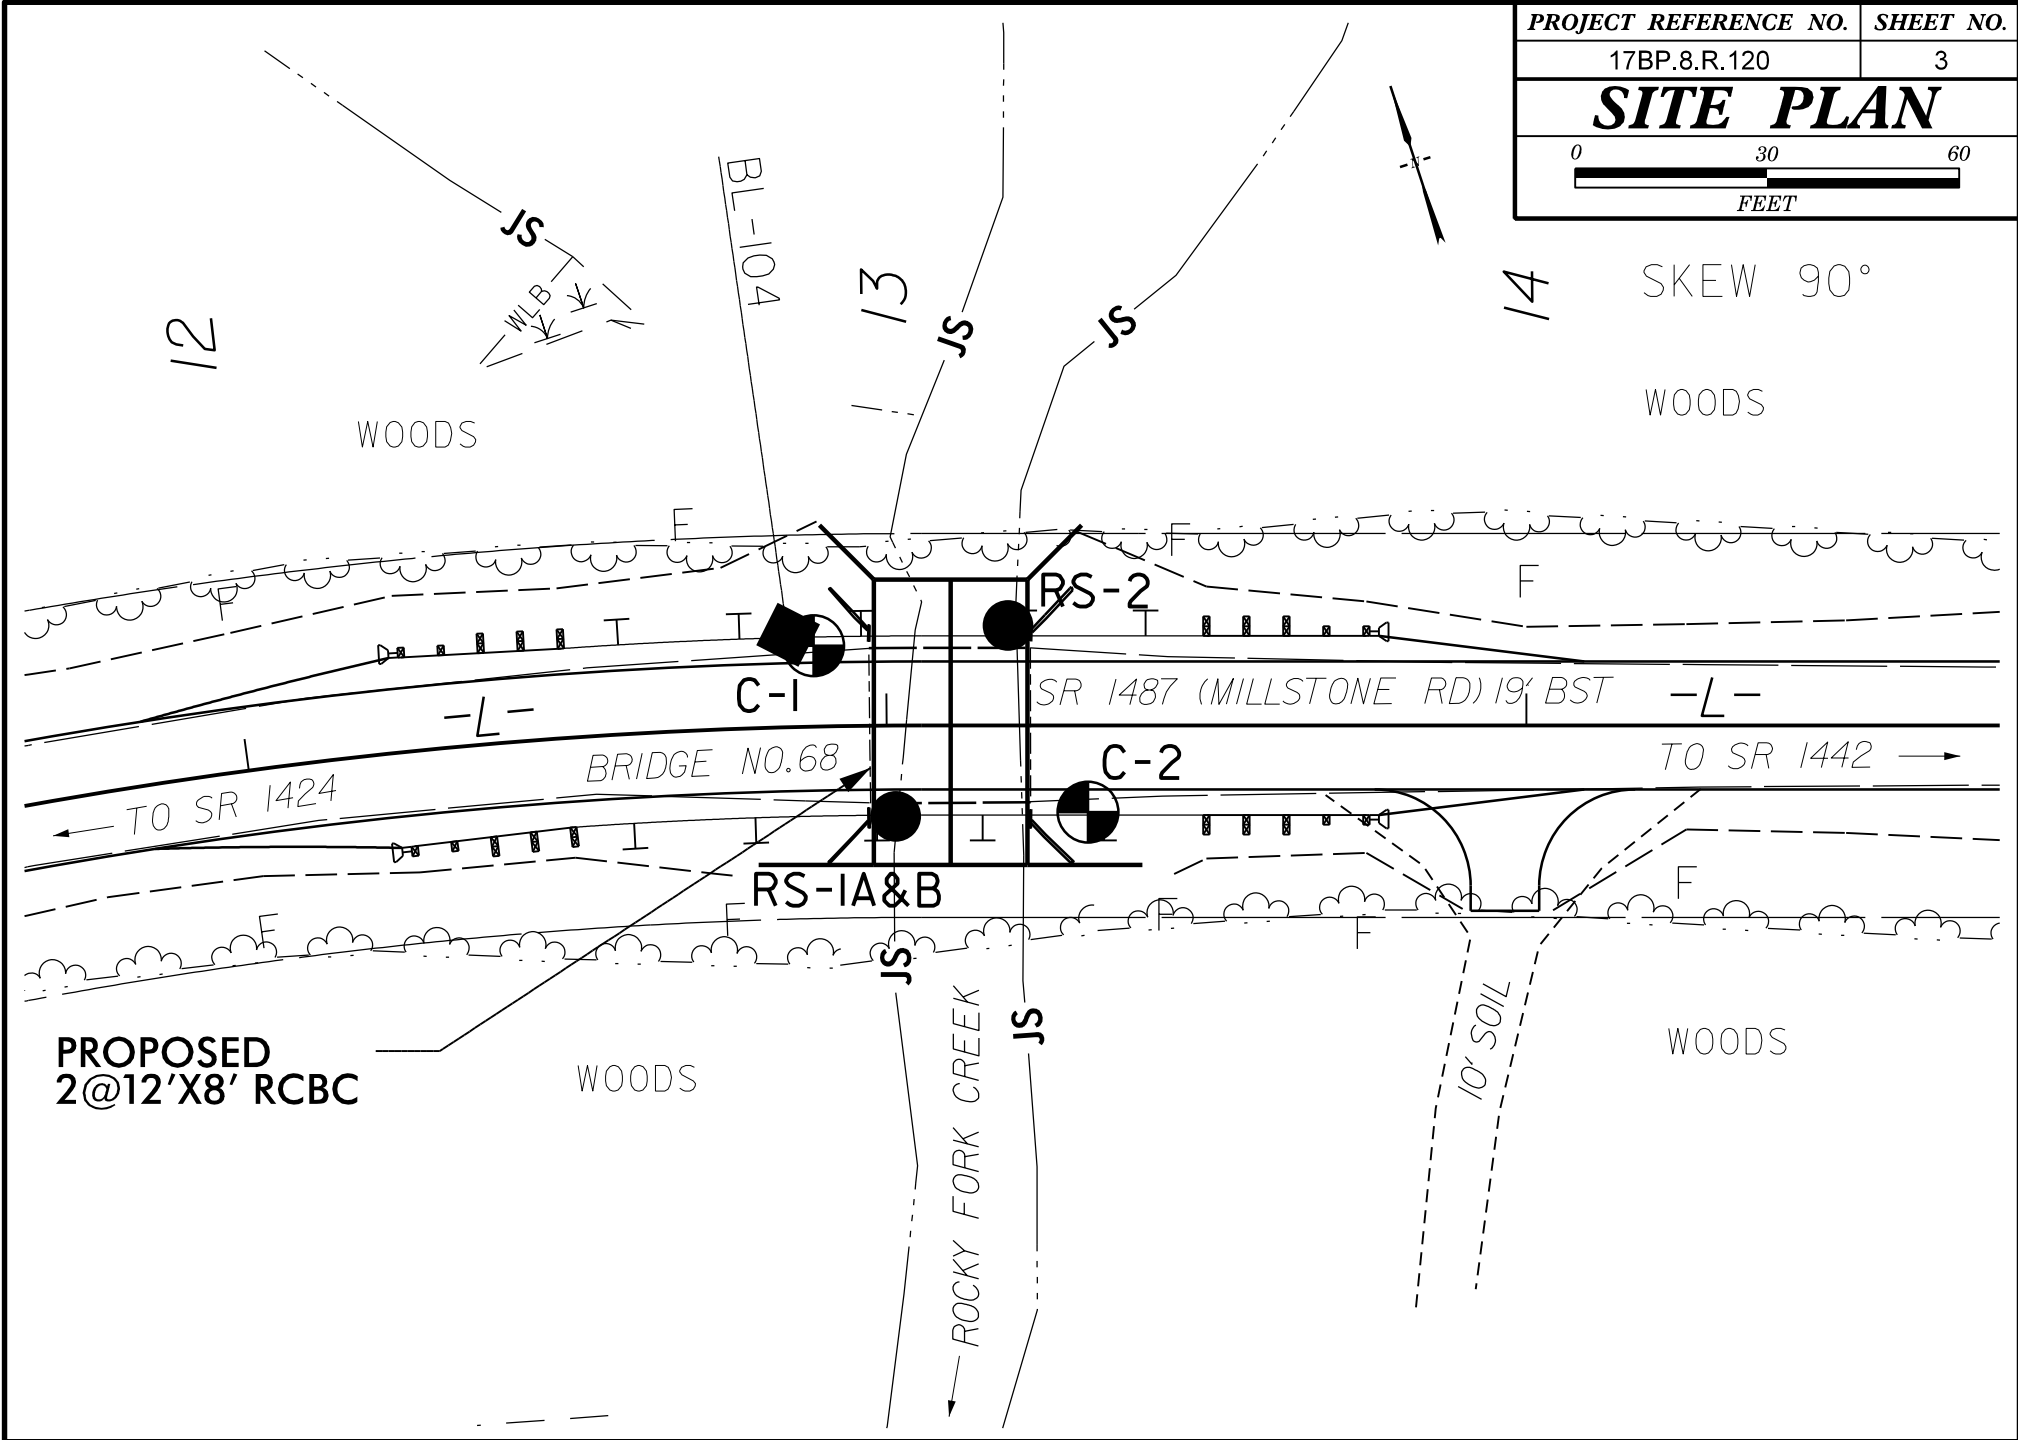 PROJECT REFERENCE NO. SHEET NO.
17BP.8.R.120 3
SITE PLAN
0 30 60
FEET
SKEW 90°
JS
BL-104
WLB
12
13
14
JS
JS
WOODS
WOODS
F
F
F
F
RS-2
C-1
SR 1487 (MILLSTONE RD) 19' BST
-L-
-L-
BRIDGE NO.68
C-2
TO SR 1442
TO SR 1424
RS-1A&B
F
F
F
F
F
JS
JS
PROPOSED
2@12'X8' RCBC
WOODS
ROCKY FORK CREEK
10' SOIL
WOODS